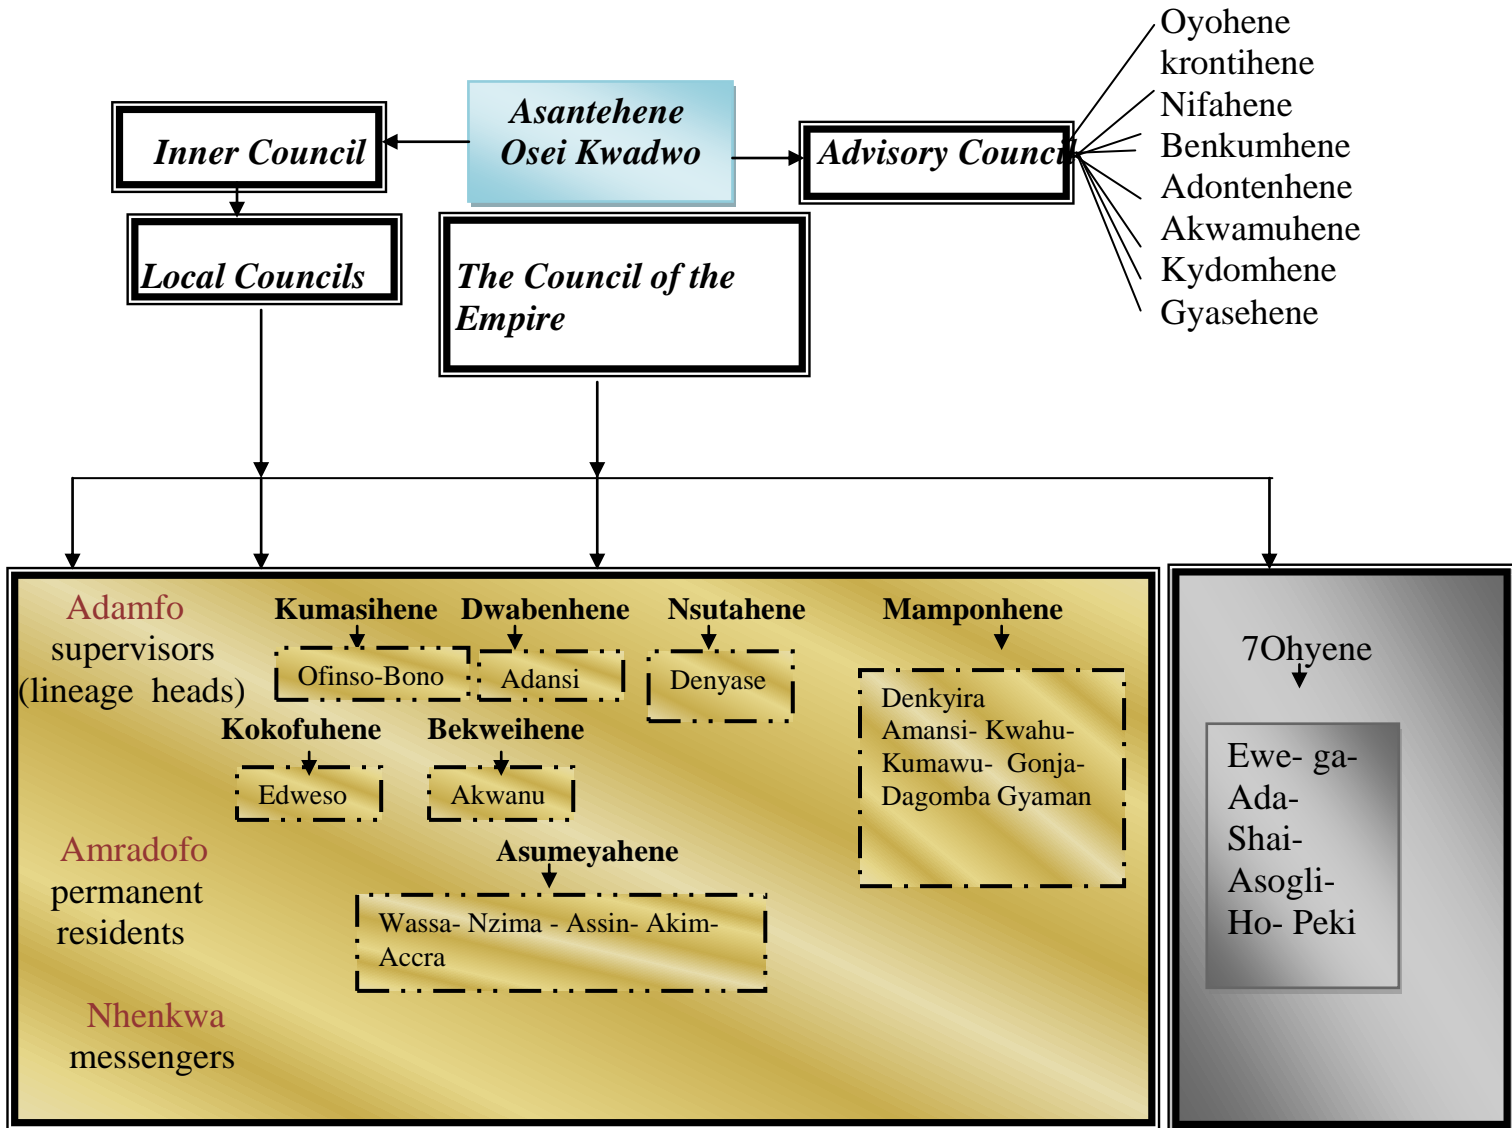 Oyohene
krontihene
Nifahene
Benkumhene
Adontenhene
Akwamuhene
Kydomhene
Gyasehene
Asantehene
Osei Kwadwo
Inner Council
Advisory Council
Local Councils
The Council of the
Empire
Adamfo
supervisors
(lineage heads)
Kumasihene
Ofinso-Bono
Dwabenhene
Adansi
Nsutahene
Denyase
Mamponhene
Denkyira
Amansi- Kwahu-
Kumawu- Gonja-
Dagomba Gyaman
Kokofuhene
Edweso
Bekweihene
Akwanu
Amradofo
permanent
residents
Asumeyahene
Wassa- Nzima - Assin- Akim-
Accra
Nhenkwa
messengers
7Ohyene
Ewe- ga-
Ada-
Shai-
Asogli-
Ho- Peki